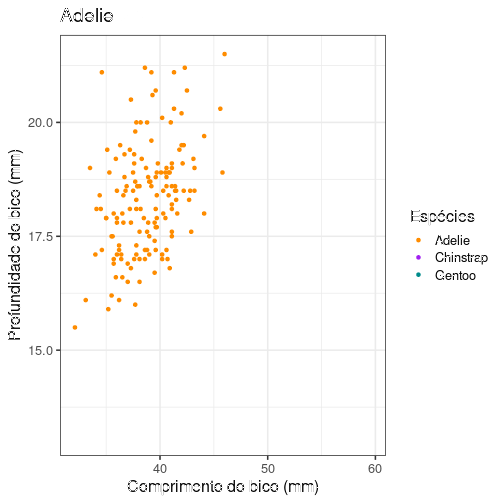 Adelie
Profundidade do bico (mm)
20.0
17.5
15.0
40
50
60
Comprimento do bico (mm)
Espécies
Adelie
Chinstrap
Gentoo